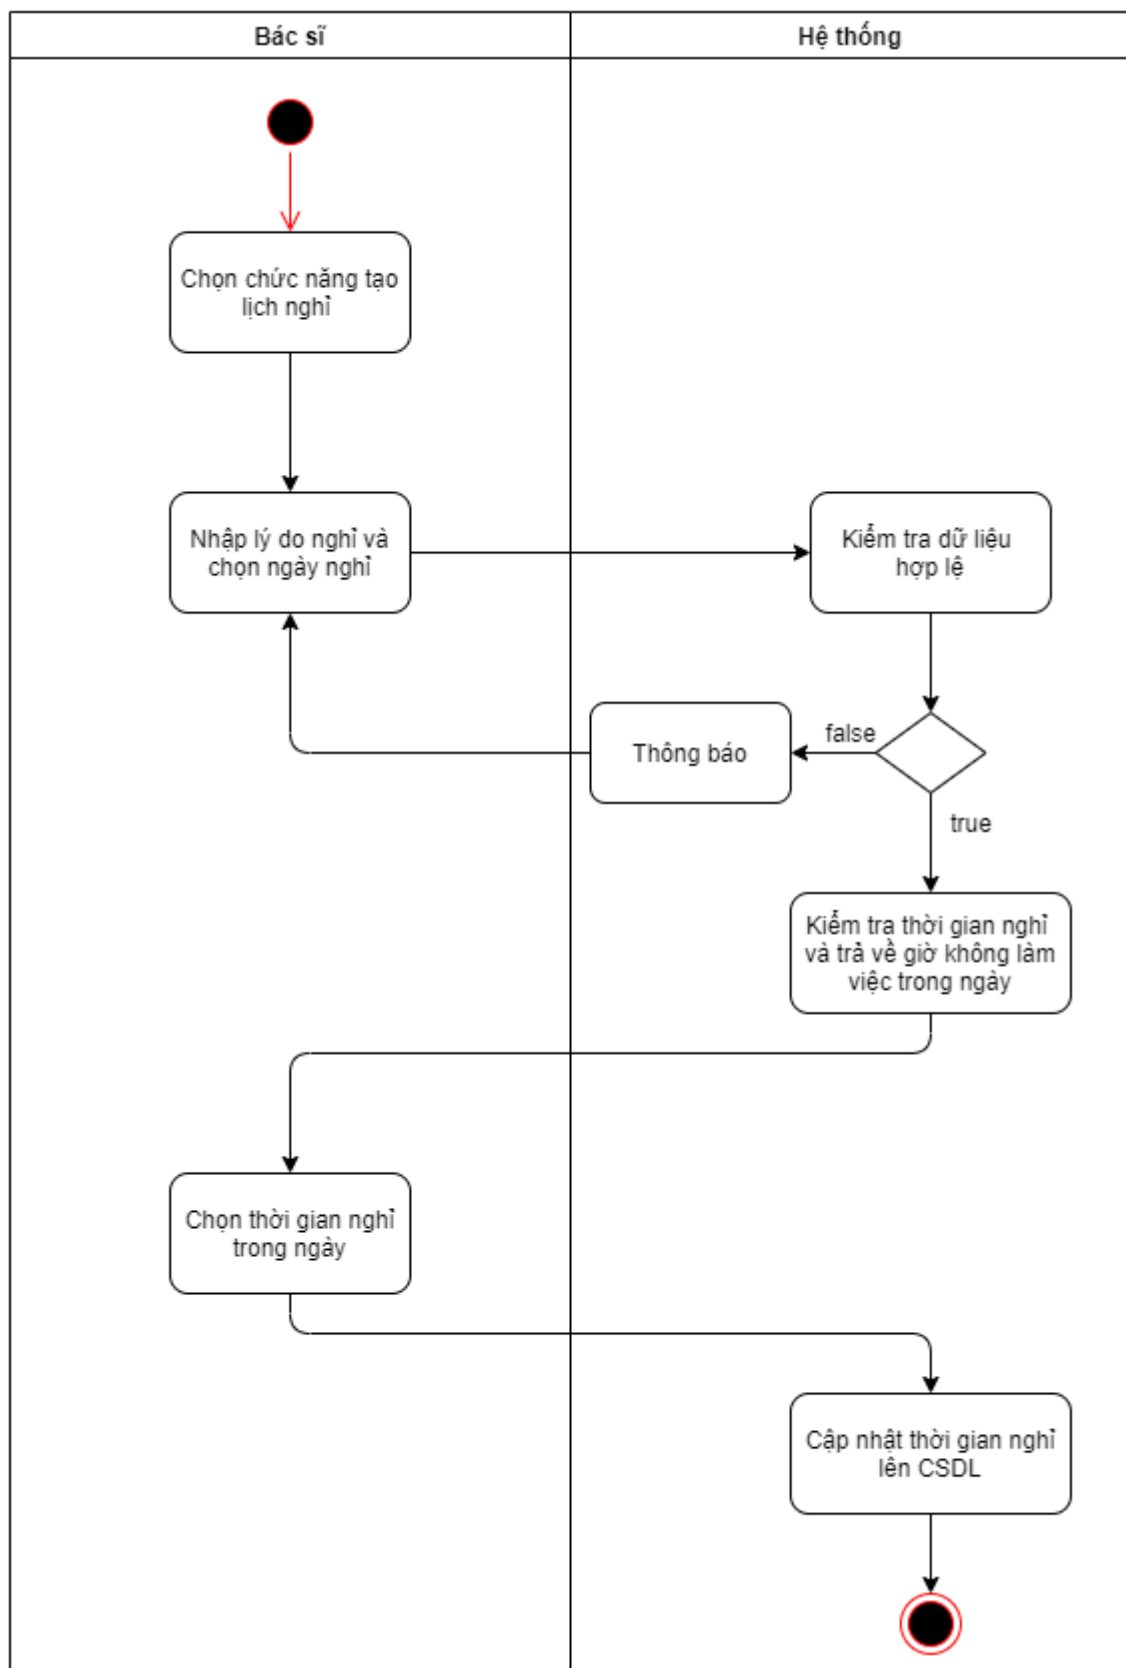 Bác sĩ
Hệ thống
Chọn chức năng tạo
lịch nghỉ
Nhập lý do nghỉ và
chọn ngày nghỉ
Kiểm tra dữ liệu
hợp lệ
Thông báo
false
true
Kiểm tra thời gian nghỉ
và trả về giờ không làm
việc trong ngày
Chọn thời gian nghỉ
trong ngày
Cập nhật thời gian nghỉ
lên CSDL